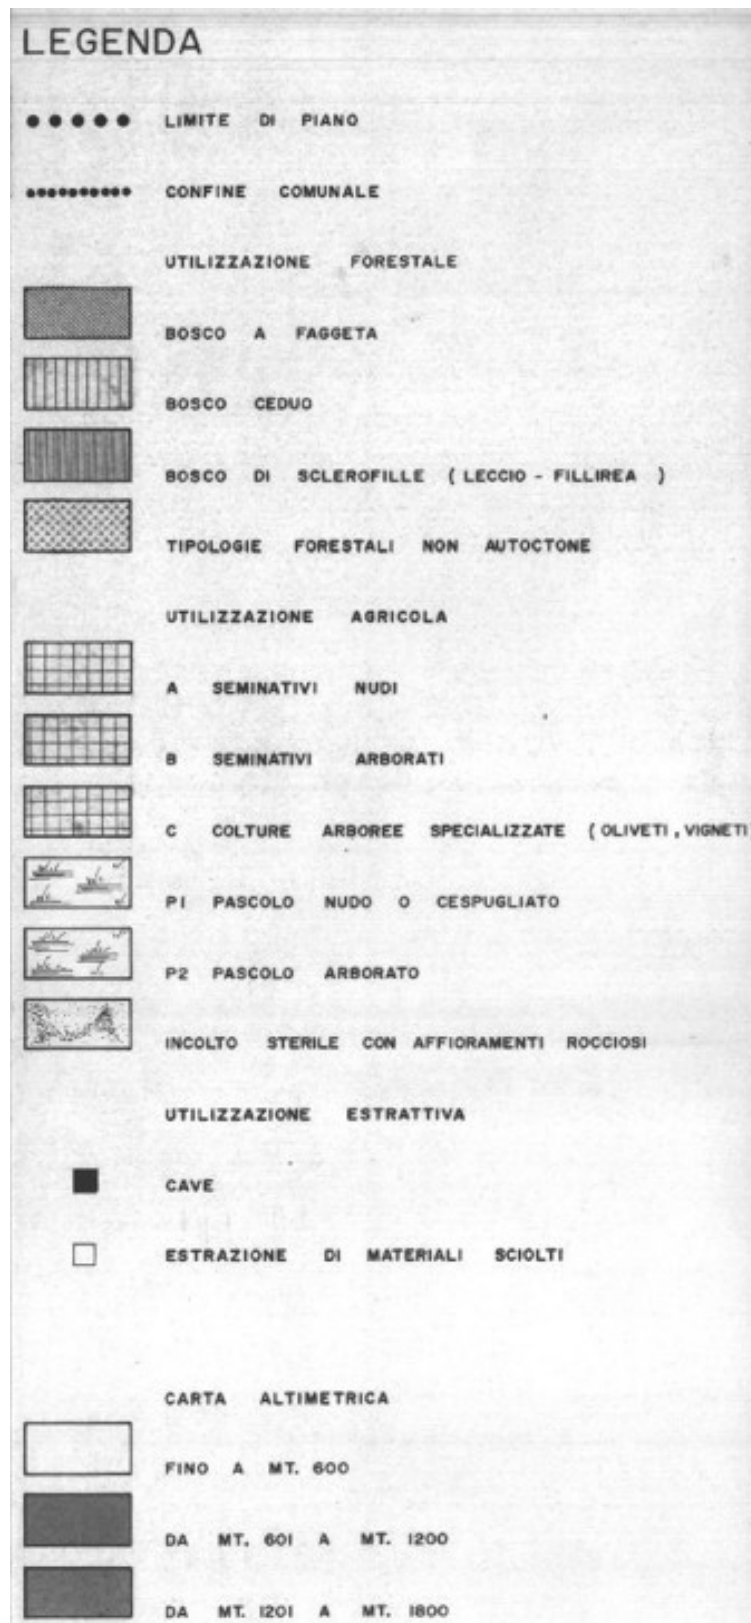 LEGENDA
LIMITE DI PIANO
CONFINE COMUNALE
UTILIZZAZIONE FORESTALE
BOSCO A FAGGETA
BOSCO CEDUO
BOSCO DI SCLEROFILLE ( LECCIO - FILLIREA )
TIPOLOGIE FORESTALI NON AUTOCTONE
UTILIZZAZIONE AGRICOLA
A SEMINATIVI NUDI
B SEMINATIVI ARBORATI
C COLTURE ARBOREE SPECIALIZZATE ( OLIVETI , VIGNETI
P1 PASCOLO NUDO O CESPUGLIATO
P2 PASCOLO ARBORATO
INCOLTO STERILE CON AFFIORAMENTI ROCCIOSI
UTILIZZAZIONE ESTRATTIVA
CAVE
ESTRAZIONE DI MATERIALI SCIOLTI
CARTA ALTIMETRICA
FINO A MT. 600
DA MT. 601 A MT. 1200
DA MT. 1201 A MT. 1800